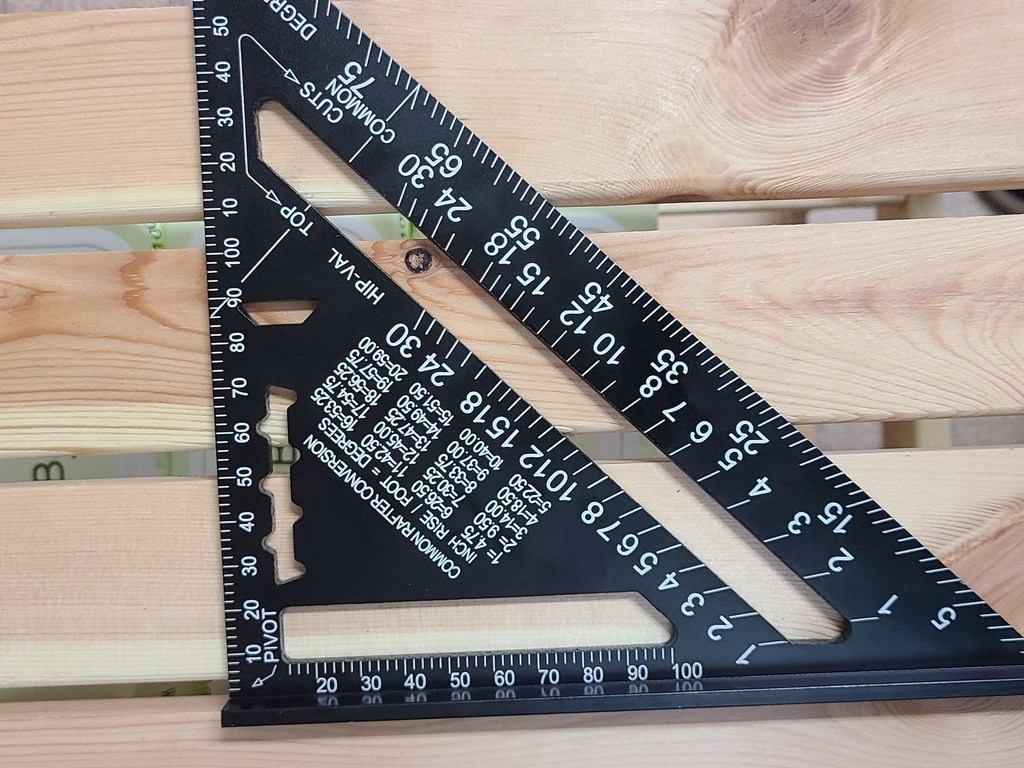 DEGRE
50
40
30
20
10
100
90
80
70
60
50
40
30
20
10
PIVOT
CUTS
COMMON
TOP
HIP-VAL
75 65 55 45 35 25 15 5
30 24 18 15 12 10 8 7 6 5 4 3 2 1
30 24 18 15 12 10 8 7 6 5 4 3 2 1
COMMON RAFTER CONVERSION
INCH RISE / FOOT = DEGREES
1= 4.75 6=26.50 11=42.50 16=53.25
2= 9.50 7=30.25 12=45.00 17=54.75
3=14.00 8=33.75 13=47.25 18=56.25
4=18.50 9=37.00 14=49.50 19=57.75
5=22.50 10=40.00 15=51.50 20=59.00
20 30 40 50 60 70 80 90 100
B
B